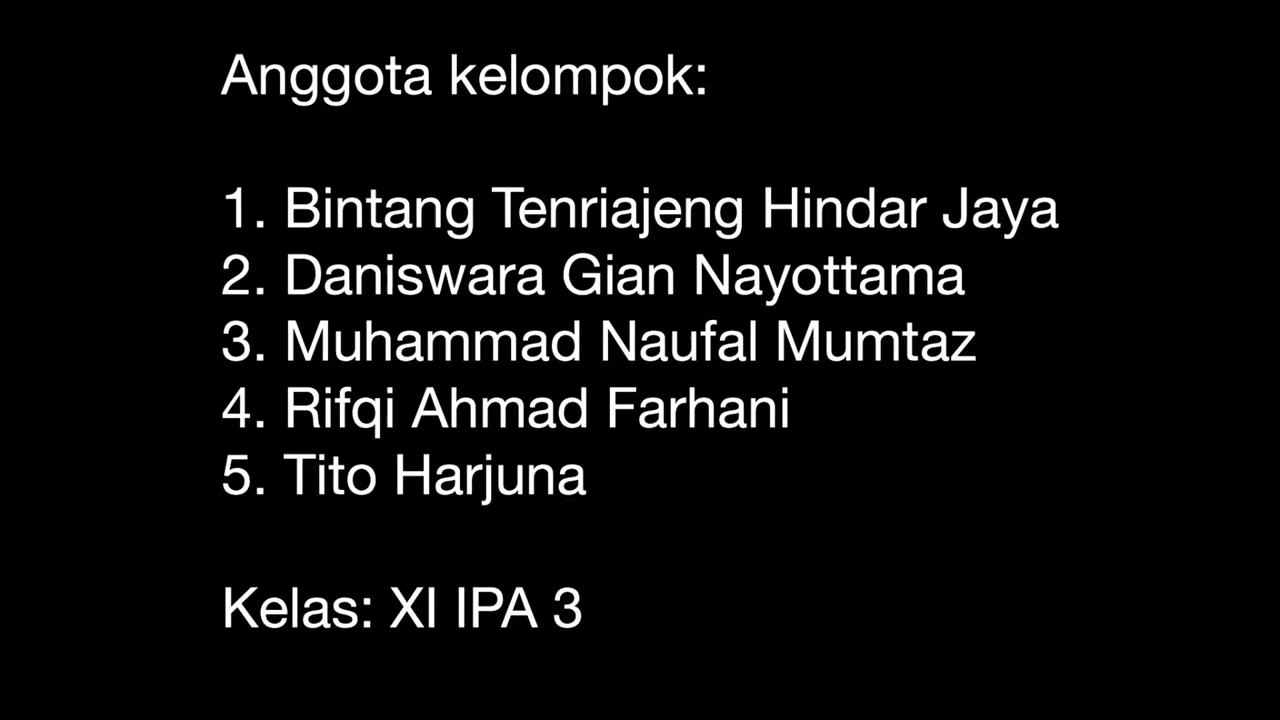 Anggota kelompok:
1. Bintang Tenriajeng Hindar Jaya
2. Daniswara Gian Nayottama
3. Muhammad Naufal Mumtaz
4. Rifqi Ahmad Farhani
5. Tito Harjuna
Kelas: XI IPA 3